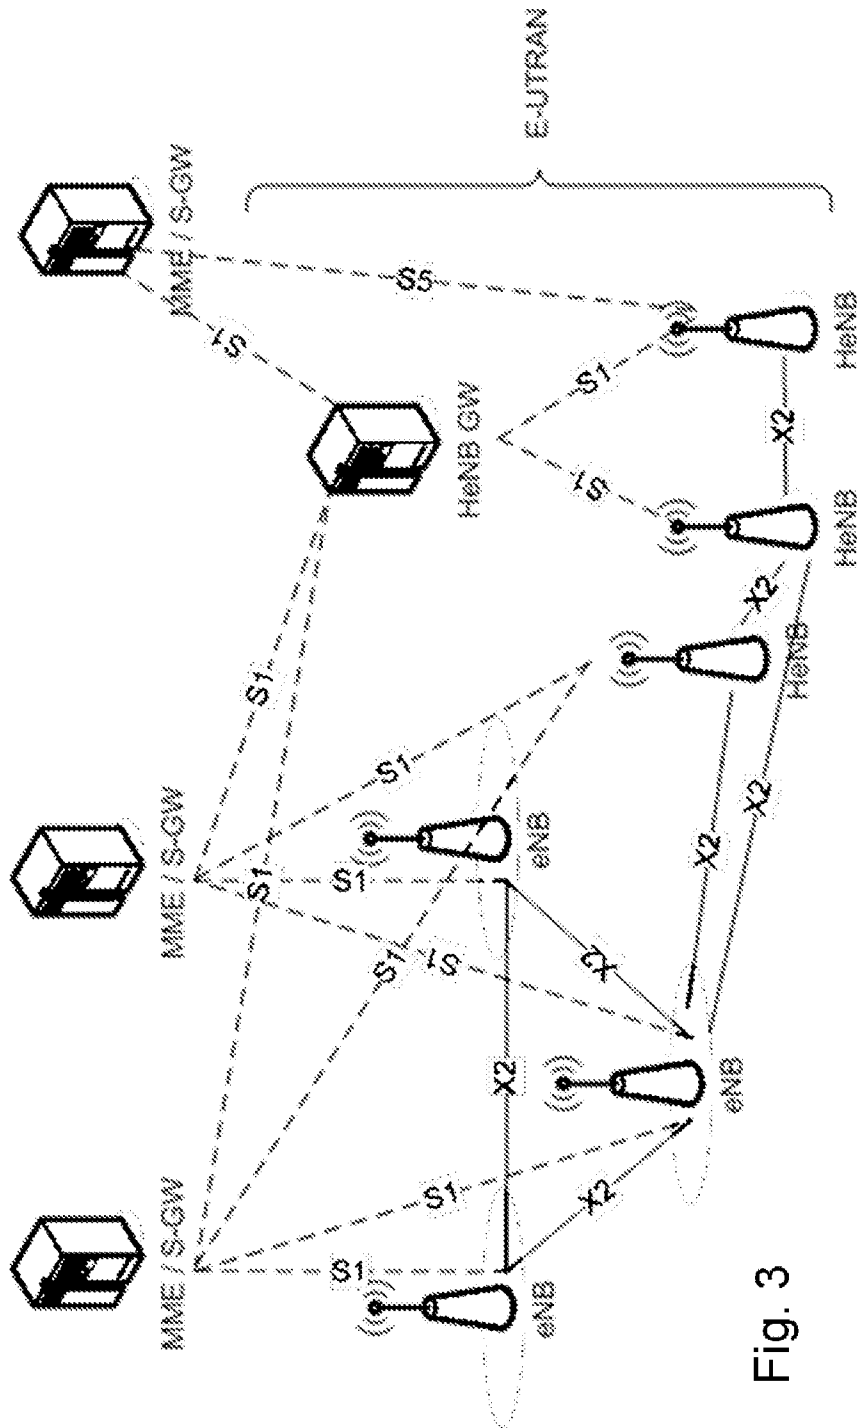 MME / S-GW
MME / S-GW
MME / S-GW
S1
S1
S1
S1
S1
S1
S1
S5
S1
S1
HeNB GW
X2
eNB
eNB
E-UTRAN
S1
S1
X2
X2
X2
eNB
X2
X2
X2
HeNB
HeNB
HeNB
Fig. 3